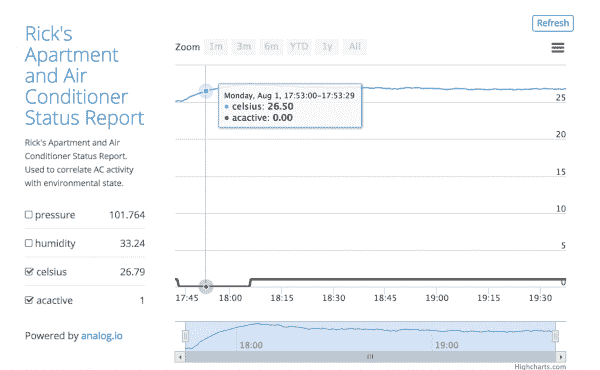 Refresh
Rick's
Apartment
and Air
Conditioner
Status Report
Rick's Apartment and Air
Conditioner Status Report.
Used to correlate AC activity
with environmental state.
pressure 101.764
humidity 33.24
celsius 26.79
acactive 1
Powered by analog.io
Zoom 1m 3m 6m YTD 1y All
Monday, Aug 1, 17:53:00-17:53:29
celsius: 26.50
acactive: 0.00
25
20
15
10
5
0
17:45 18:00 18:15 18:30 18:45 19:00 19:15 19:30
18:00 19:00
Highcharts.com